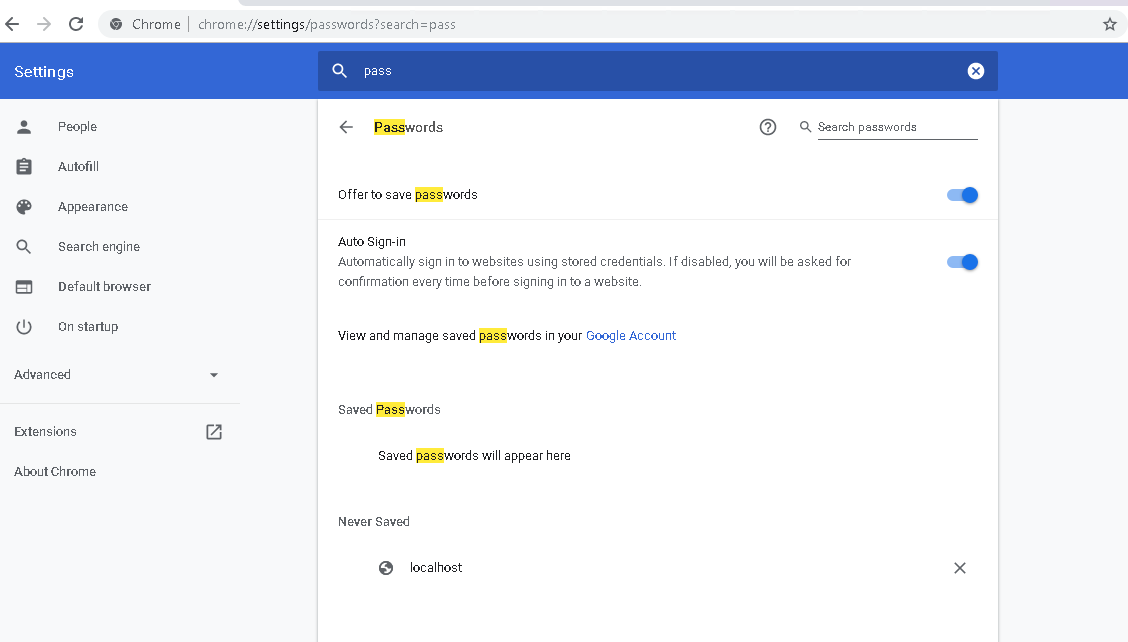 Chrome chrome://settings/passwords?search=pass
Settings
pass
People
Autofill
Appearance
Search engine
Default browser
On startup
Advanced
Extensions
About Chrome
Passwords
Search passwords
Offer to save passwords
Auto Sign-in
Automatically sign in to websites using stored credentials. If disabled, you will be asked for
confirmation every time before signing in to a website.
View and manage saved passwords in your Google Account
Saved Passwords
Saved passwords will appear here
Never Saved
localhost